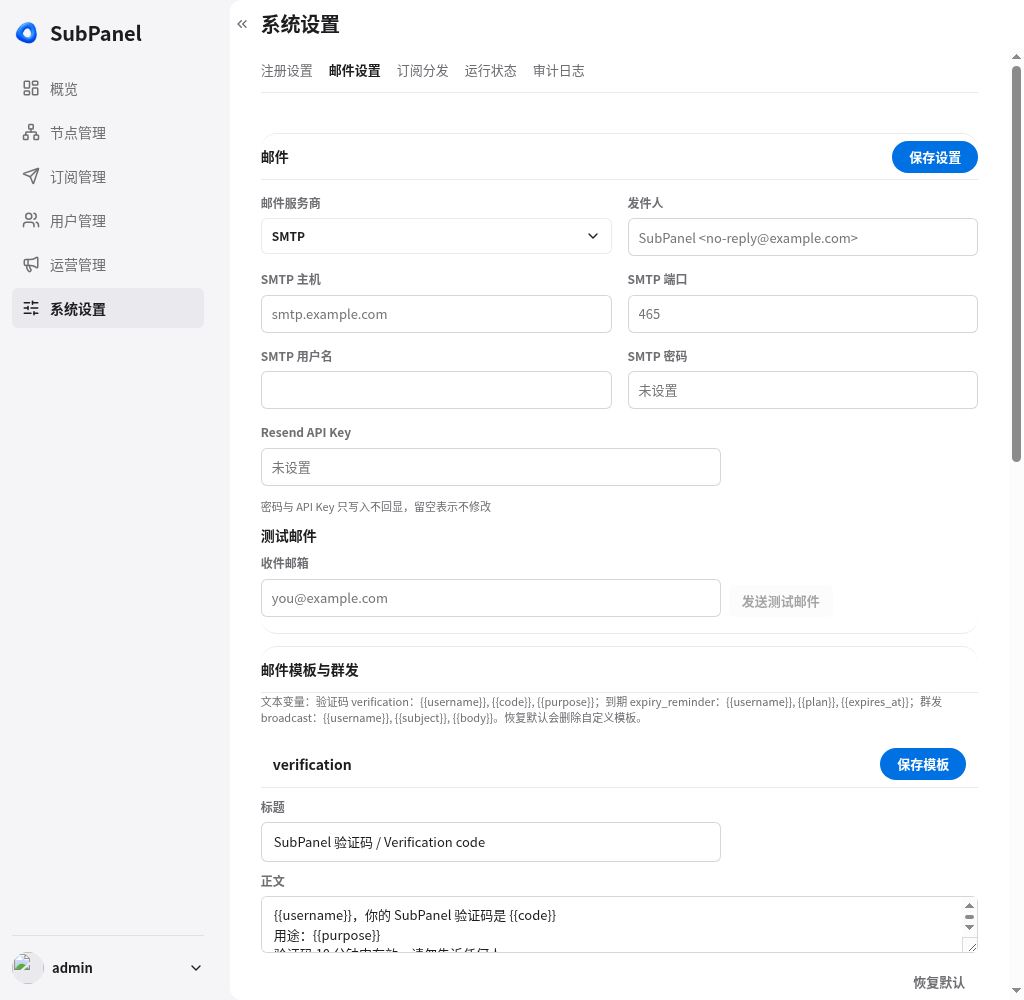 SubPanel
概览
节点管理
订阅管理
用户管理
运营管理
系统设置
admin
«
系统设置
注册设置 邮件设置 订阅分发 运行状态 审计日志
邮件
保存设置
邮件服务商
发件人
SMTP
SubPanel <no-reply@example.com>
SMTP 主机
SMTP 端口
smtp.example.com
465
SMTP 用户名
SMTP 密码
未设置
Resend API Key
未设置
密码与 API Key 只写入不回显，留空表示不修改
测试邮件
收件邮箱
you@example.com
发送测试邮件
邮件模板与群发
文本变量：验证码 verification：{{username}}, {{code}}, {{purpose}}；到期 expiry_reminder：{{username}}, {{plan}}, {{expires_at}}；群发
broadcast：{{username}}, {{subject}}, {{body}}。恢复默认会删除自定义模板。
verification
保存模板
标题
SubPanel 验证码 / Verification code
正文
{{username}}，你的 SubPanel 验证码是 {{code}}
用途：{{purpose}}
恢复默认